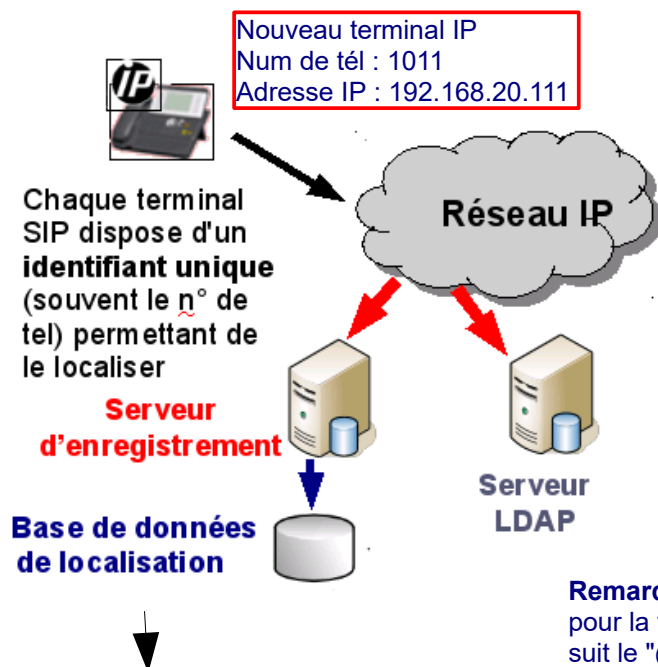 Nouveau terminal IP
Num de tél : 1011
Adresse IP : 192.168.20.111
IP
Chaque terminal
SIP dispose d'un
identifiant unique
(souvent le n° de
tel) permettant de
le localiser
Réseau IP
Serveur
d'enregistrement
Serveur
LDAP
Base de données
de localisation
pour la
suit le "